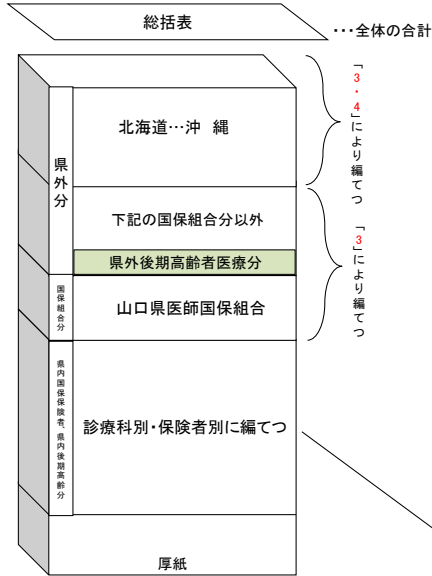 総括表
・・・全体の合計
県外分
北海道…沖 縄
「3・4」により編てつ
下記の国保組合分以外
県外後期高齢者医療分
「3」により編てつ
国保組合分
山口県医師国保組合
県内国保保険者、県内後期高齢分
診療科別・保険者別に編てつ
厚紙